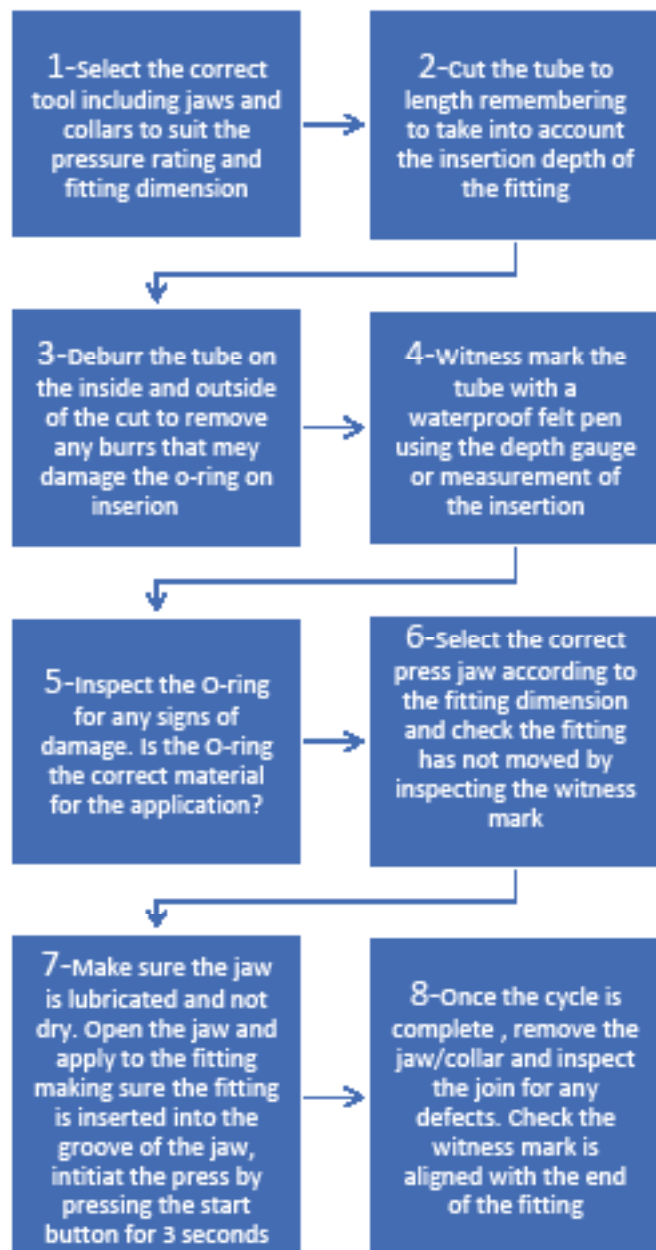 1-Select the correct
tool including jaws and
collars to suit the
pressure rating and
fitting dimension
2-Cut the tube to
length remembering
to take into account
the insertion depth of
the fitting
3-Deburr the tube on
the inside and outside
of the cut to remove
any burrs that mey
damage the o-ring on
inserion
4-Witness mark the
tube with a
waterproof felt pen
using the depth gauge
or measurement of
the insertion
5-Inspect the O-ring
for any signs of
damage. Is the O-ring
the correct material
for the application?
6-Select the correct
press jaw according to
the fitting dimension
and check the fitting
has not moved by
inspecting the witness
mark
7-Make sure the jaw
is lubricated and not
dry. Open the jaw and
apply to the fitting
making sure the fitting
is inserted into the
groove of the jaw,
intitiat the press by
pressing the start
button for 3 seconds
8-Once the cycle is
complete , remove the
jaw/collar and inspect
the join for any
defects. Check the
witness mark is
aligned with the end
of the fitting